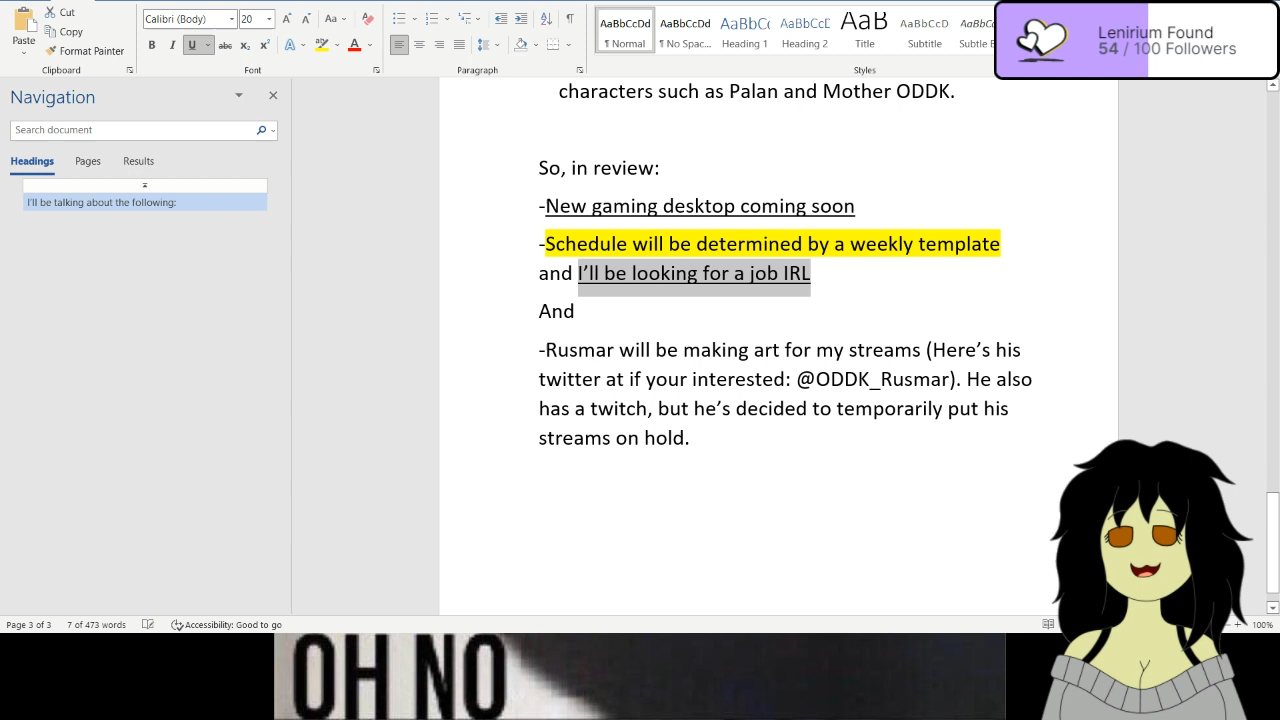 Cut
Copy
Format Painter
Paste
Clipboard
Calibri (Body)
20
Aa
Font
Paragraph
AaBbCcDd
¶ Normal
AaBbCcDd
¶ No Spac...
Heading 1
Heading 2
AaB
Title
AaBbCcD
Subtitle
Subtle E
Styles
Lenirium Found
54 / 100 Followers
Navigation
Search document
Headings Pages Results
I'll be talking about the following:
characters such as Palan and Mother ODDK.
So, in review:
-New gaming desktop coming soon
-Schedule will be determined by a weekly template
and I'll be looking for a job IRL
And
-Rusmar will be making art for my streams (Here's his
twitter at if your interested: @ODDK_Rusmar). He also
has a twitch, but he's decided to temporarily put his
streams on hold.
Page 3 of 3 7 of 473 words Accessibility: Good to go
100%
OH NO